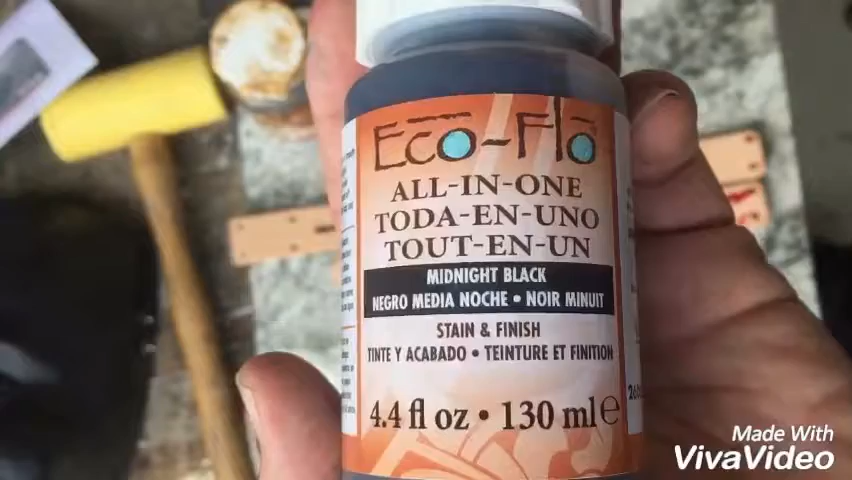 Eco-Flo
ALL-IN-ONE
TODA-EN-UNO
TOUT-EN-UN
MIDNIGHT BLACK
NEGRO MEDIA NOCHE • NOIR MINUIT
STAIN & FINISH
TINTE Y ACABADO • TEINTURE ET FINITION
4.4 fl oz • 130 ml e
Made With
VivaVideo